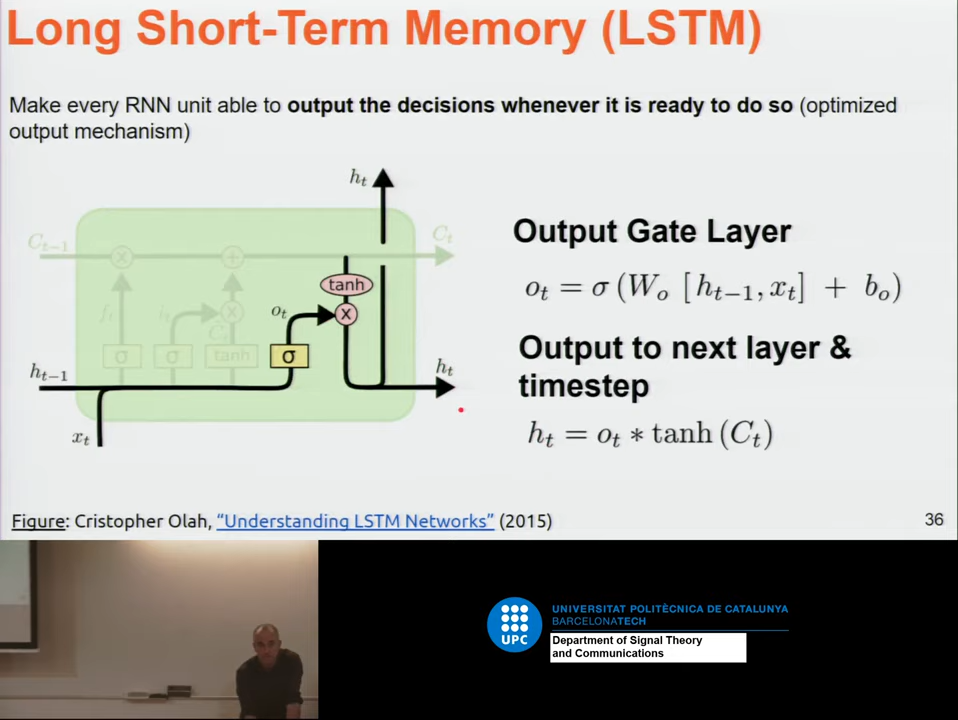 Long Short-Term Memory (LSTM)
Make every RNN unit able to output the decisions whenever it is ready to do so (optimized
output mechanism)
h_t
C_{t-1}
C_t
x
+
tanh
f_t
i_t
x
o_t
x
C̃_t
σ
σ
tanh
σ
h_{t-1}
h_t
x_t
Output Gate Layer
o_t = σ (W_o [h_{t-1}, x_t] + b_o)
Output to next layer &
timestep
h_t = o_t * tanh (C_t)
Figure: Cristopher Olah, “Understanding LSTM Networks” (2015)
36
UPC
UNIVERSITAT POLITÈCNICA DE CATALUNYA
BARCELONATECH
Department of Signal Theory
and Communications